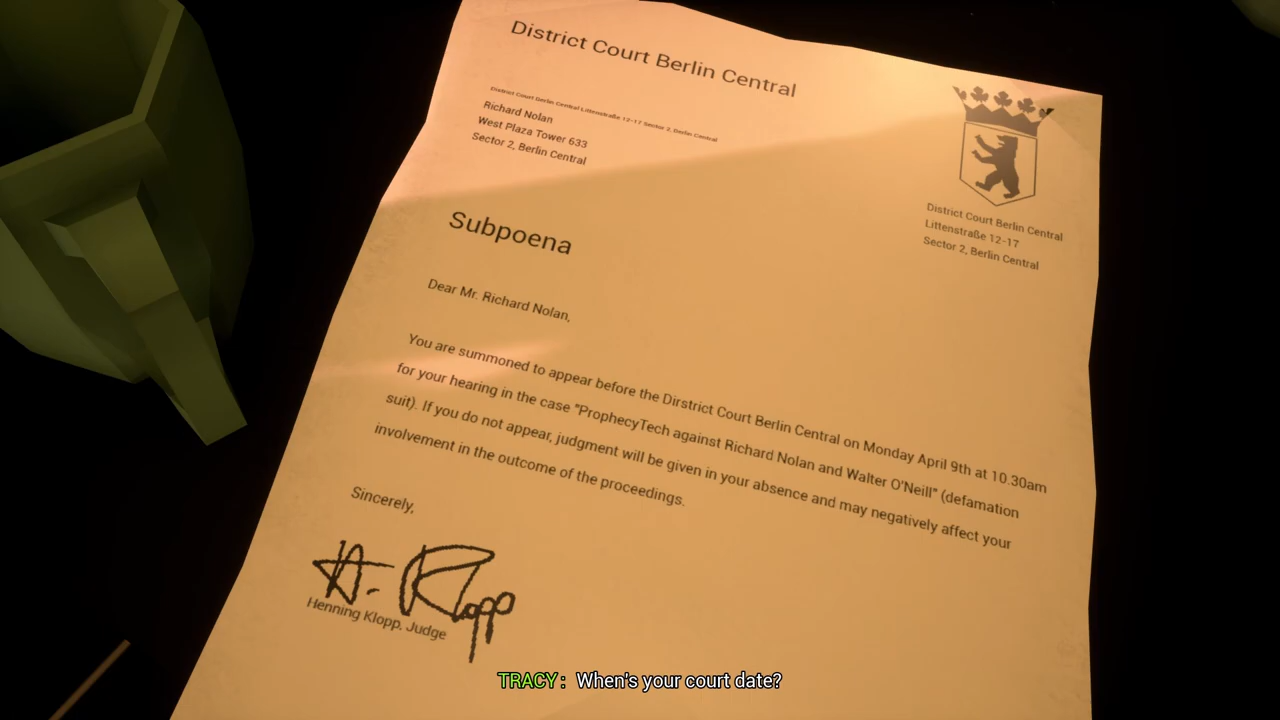 District Court Berlin Central
District Court Berlin Central Littenstraße 12-17 Sector 2, Berlin Central
Richard Nolan
West Plaza Tower 633
Sector 2, Berlin Central
District Court Berlin Central
Littenstraße 12-17
Sector 2, Berlin Central
Subpoena
Dear Mr. Richard Nolan,
You are summoned to appear before the Dirstrict Court Berlin Central on Monday April 9th at 10.30am
for your hearing in the case "ProphecyTech against Richard Nolan and Walter O'Neill" (defamation
suit). If you do not appear, judgment will be given in your absence and may negatively affect your
involvement in the outcome of the proceedings.
Sincerely,
H. Klopp
Henning Klopp, Judge
TRACY: When's your court date?